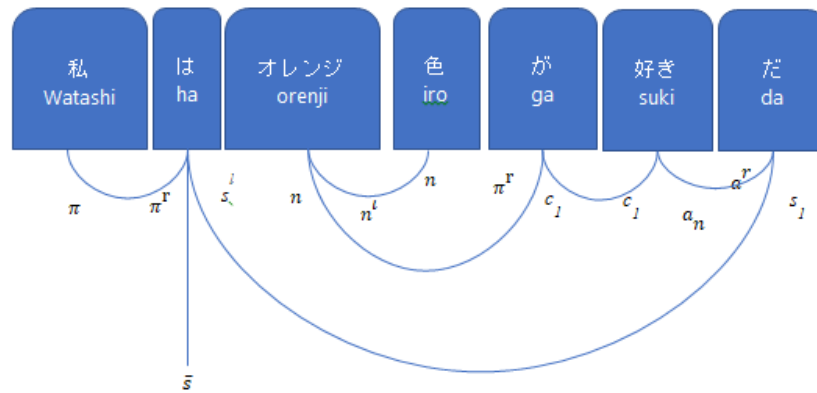 私 は オレンジ 色 が 好き だ
Watashi ha orenji iro ga suki da
π πʳ sˡ n nˡ n πʳ c₁ c₁ aₙ aʳ s₁
s̄